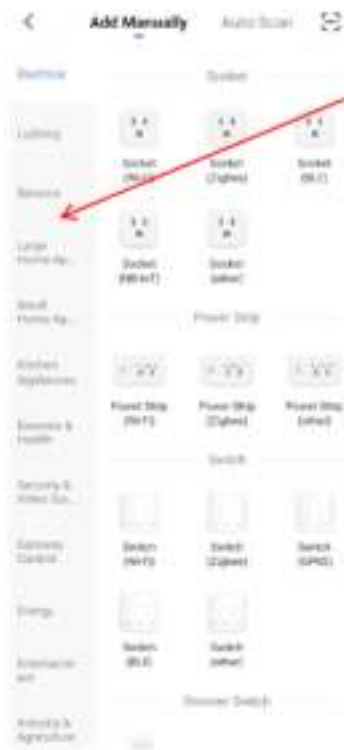 Add Manually
Auto Scan
Electrical
Socket
Lighting
Socket
(Wi-Fi)
Socket
(Zigbee)
Socket
(BLE)
Sensors
Large
Home Ap...
Socket
(NB-IoT)
Socket
(other)
Small
Home Ap...
Power Strip
Kitchen
Appliances
Power Strip
(Wi-Fi)
Power Strip
(Zigbee)
Power Strip
(other)
Exercise &
Health
Switch
Security &
Video Sur...
Gateway
Control
Switch
(Wi-Fi)
Switch
(Zigbee)
Switch
(GPRS)
Energy
Switch
(BLE)
Switch
(other)
Entertainm
ent
Industry &
Agriculture